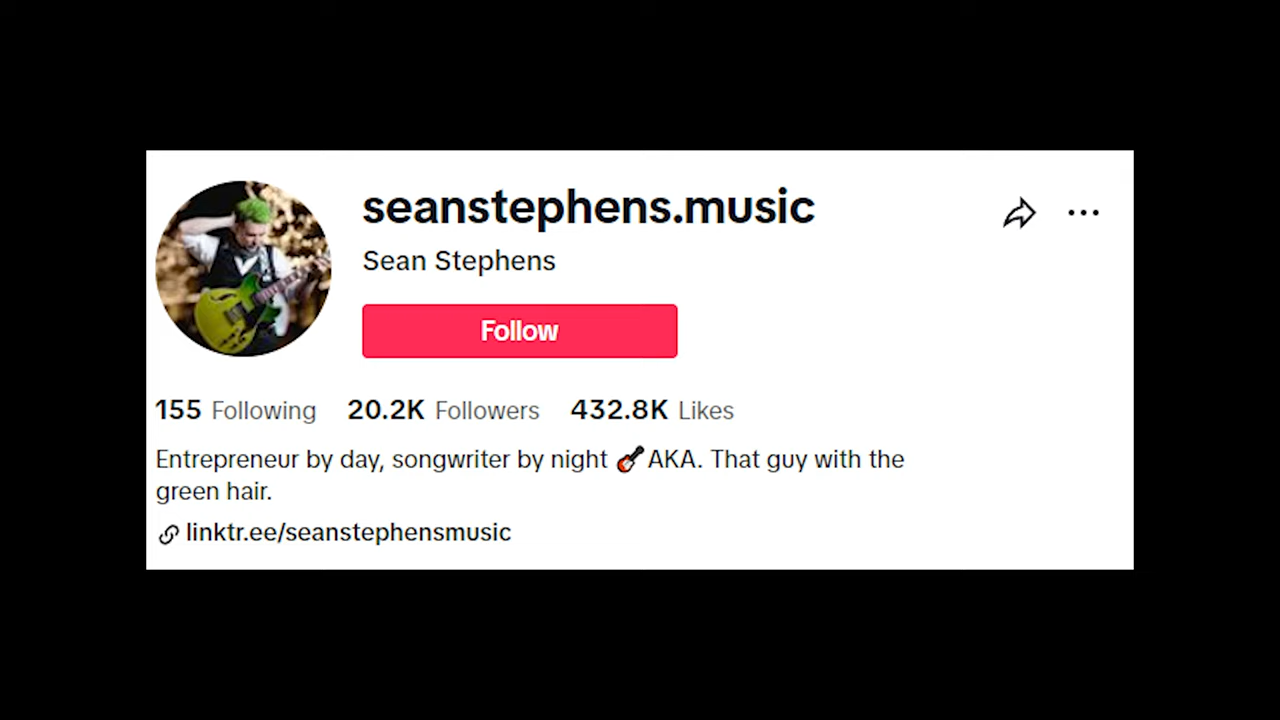 seanstephens.music
Sean Stephens
Follow
155 Following 20.2K Followers 432.8K Likes
Entrepreneur by day, songwriter by night 🎸AKA. That guy with the
green hair.
linktr.ee/seanstephensmusic